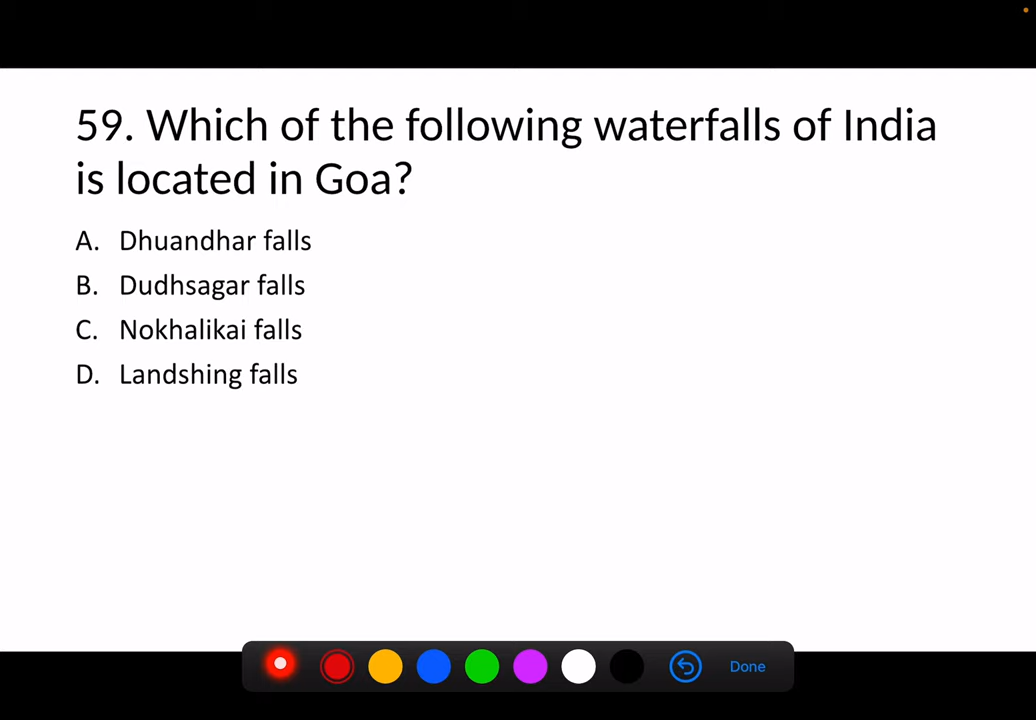 59. Which of the following waterfalls of India
is located in Goa?
A. Dhuandhar falls
B. Dudhsagar falls
C. Nokhalikai falls
D. Landshing falls
Done